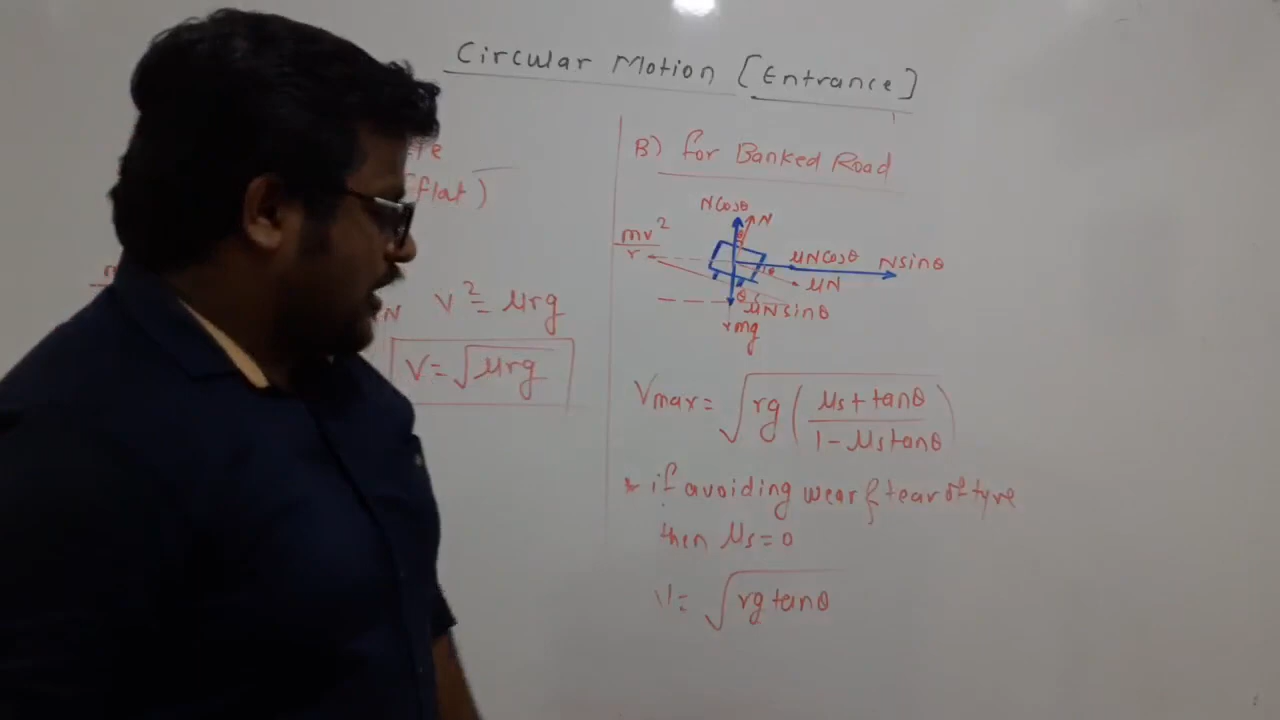 Circular Motion [Entrance]
(flat)
V² = μrg
V = √μrg
B) for Banked Road
Ncosθ
N
θ
mv²/r
μNcosθ
Nsinθ
θ
μN
θ
μNsinθ
mg
Vmax = √rg (μs + tanθ / 1 - μs tanθ)
* if avoiding wear & tear of tyre
then μs = 0
V = √rg tanθ